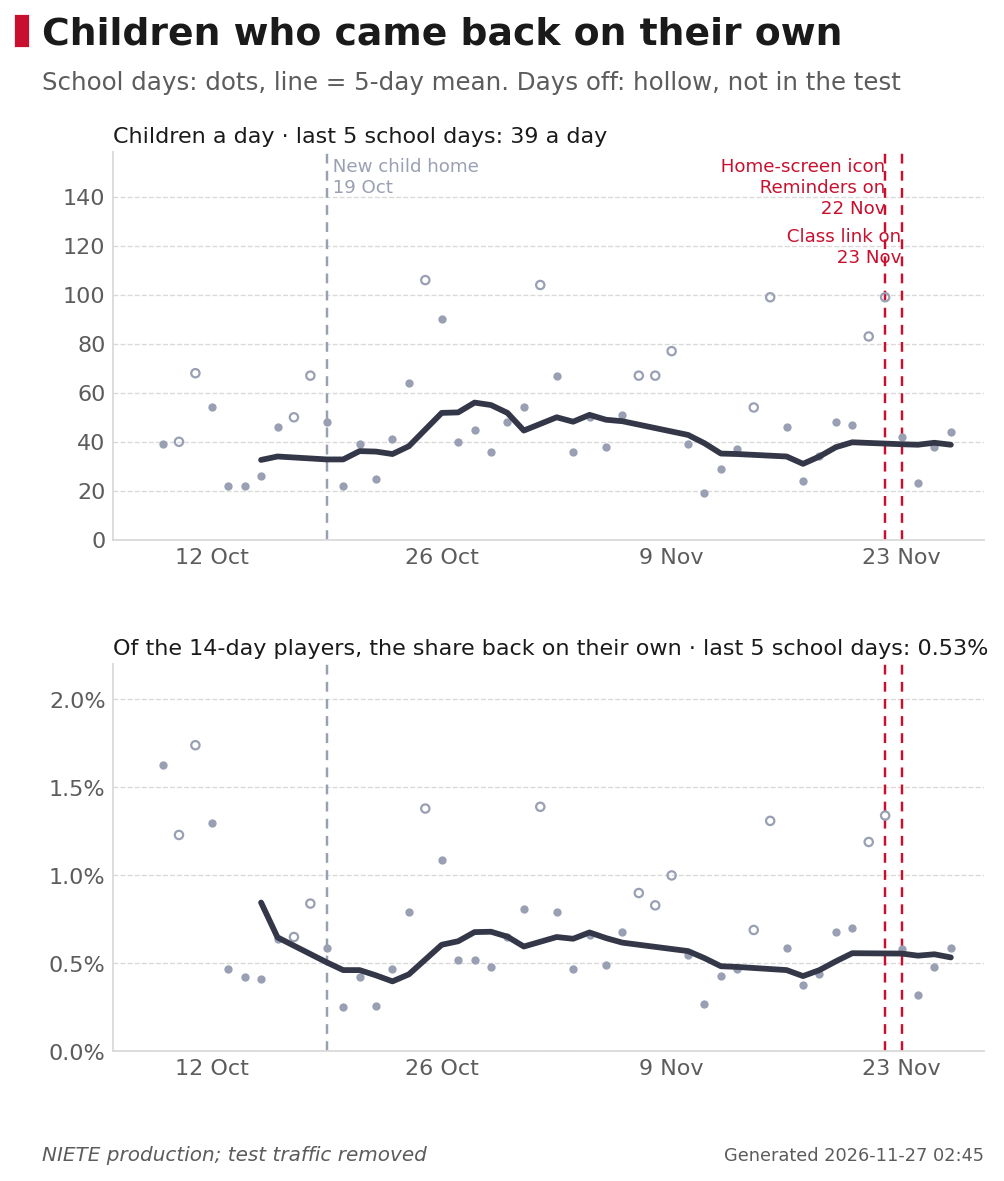 Children who came back on their own
School days: dots, line = 5-day mean. Days off: hollow, not in the test
Children a day · last 5 school days: 39 a day
New child home
19 Oct
Home-screen icon
Reminders on
22 Nov
Class link on
23 Nov
140
120
100
80
60
40
20
0
12 Oct 26 Oct 9 Nov 23 Nov
Of the 14-day players, the share back on their own · last 5 school days: 0.53%
2.0%
1.5%
1.0%
0.5%
0.0%
12 Oct 26 Oct 9 Nov 23 Nov
NIETE production; test traffic removed
Generated 2026-11-27 02:45